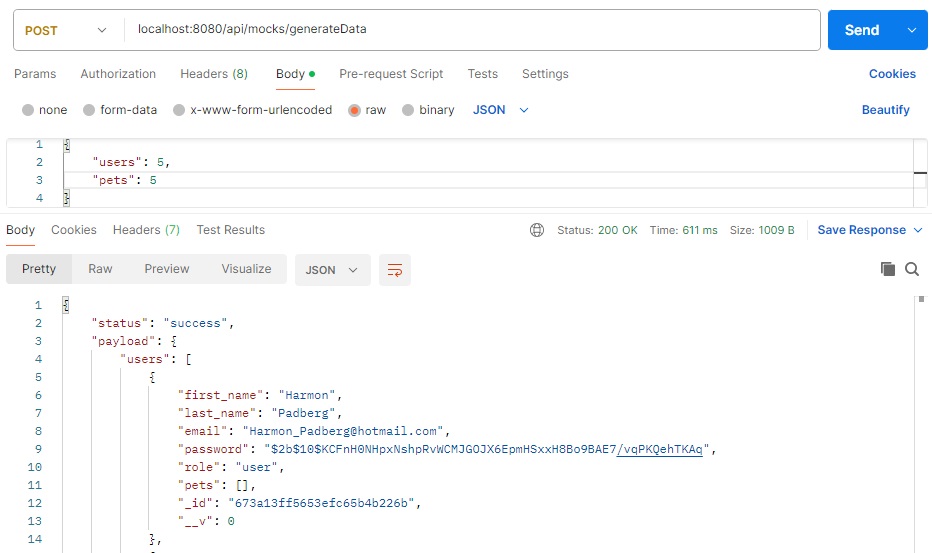 POST localhost:8080/api/mocks/generateData Send
Params Authorization Headers (8) Body Pre-request Script Tests Settings Cookies
none form-data x-www-form-urlencoded raw binary JSON Beautify
1 {
2 "users": 5,
3 "pets": 5
4 }
Body Cookies Headers (7) Test Results Status: 200 OK Time: 611 ms Size: 1009 B Save Response
Pretty Raw Preview Visualize JSON
1 {
2 "status": "success",
3 "payload": {
4 "users": [
5 {
6 "first_name": "Harmon",
7 "last_name": "Padberg",
8 "email": "Harmon_Padberg@hotmail.com",
9 "password": "$2b$10$KCFnH0NHpxNshpRvWCMJGOJX6EpmHSxxH8Bo9BAE7/vqPKQehTKAq",
10 "role": "user",
11 "pets": [],
12 "_id": "673a13ff5653efc65b4b226b",
13 "__v": 0
14 },